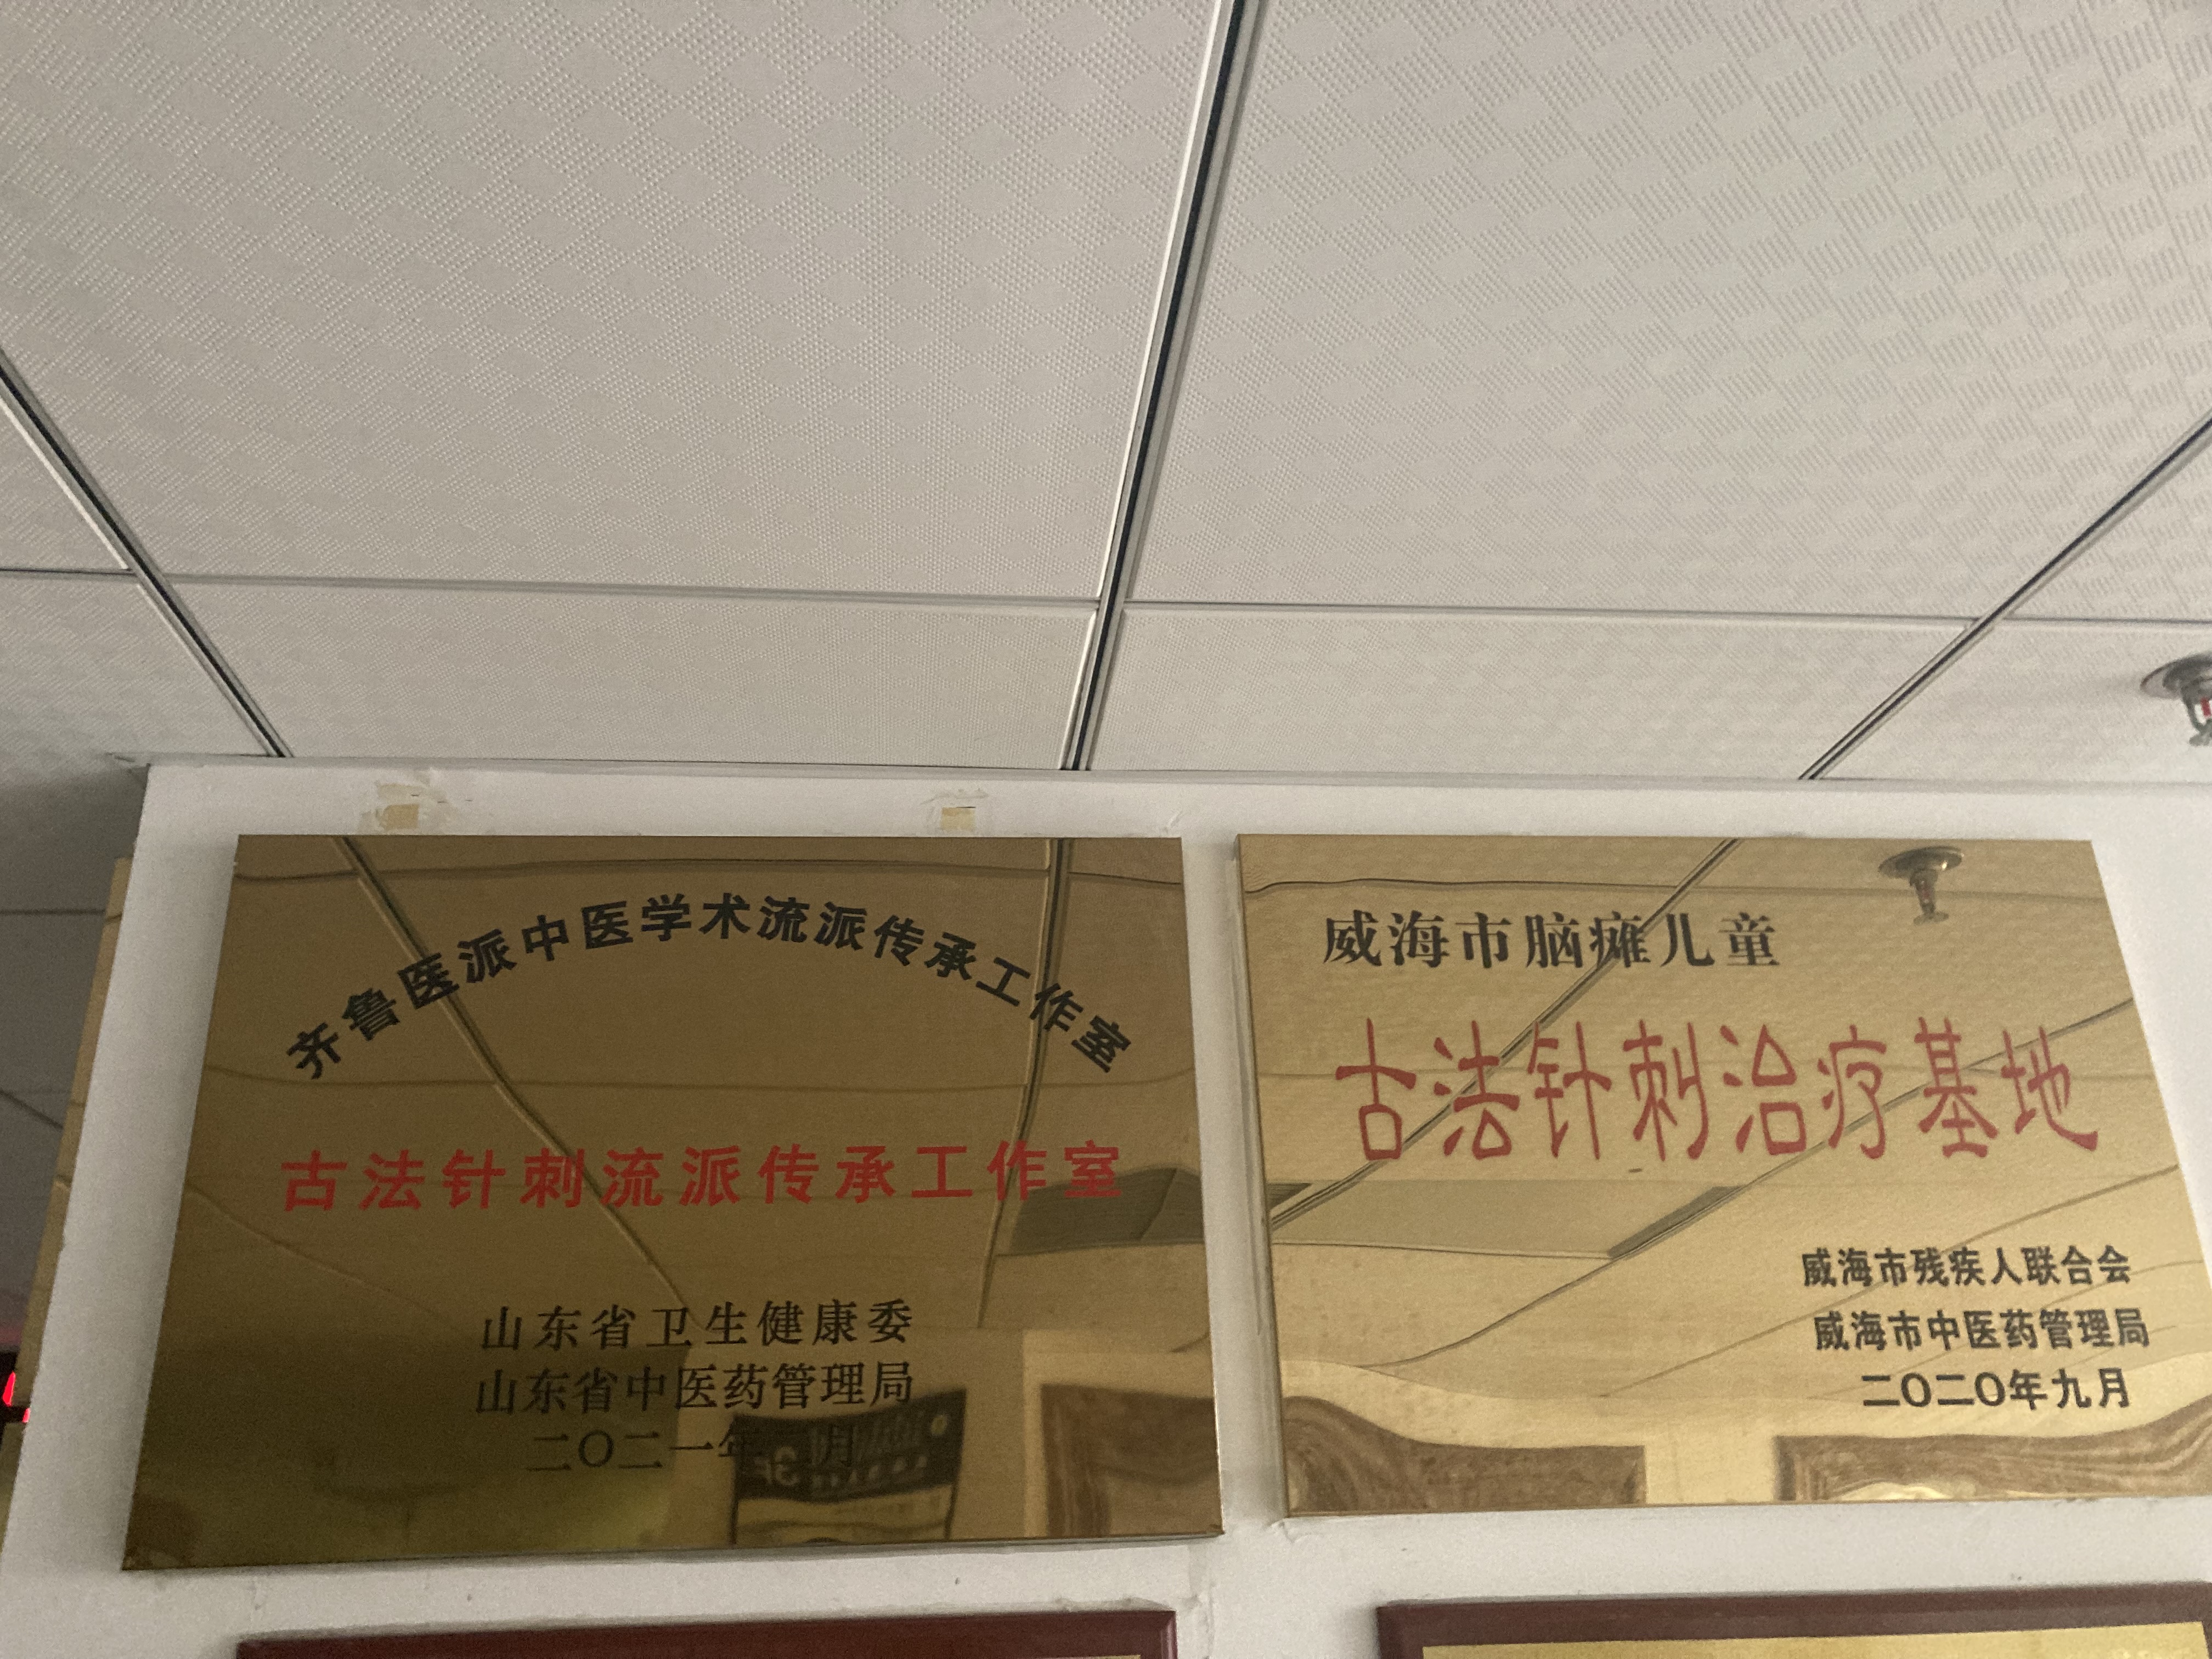 齐鲁医派中医学术流派传承工作室
古法针刺流派传承工作室
山东省卫生健康委
山东省中医药管理局
二〇二一年 月
威海市脑瘫儿童
古法针刺治疗基地
威海市残疾人联合会
威海市中医药管理局
二〇二〇年九月